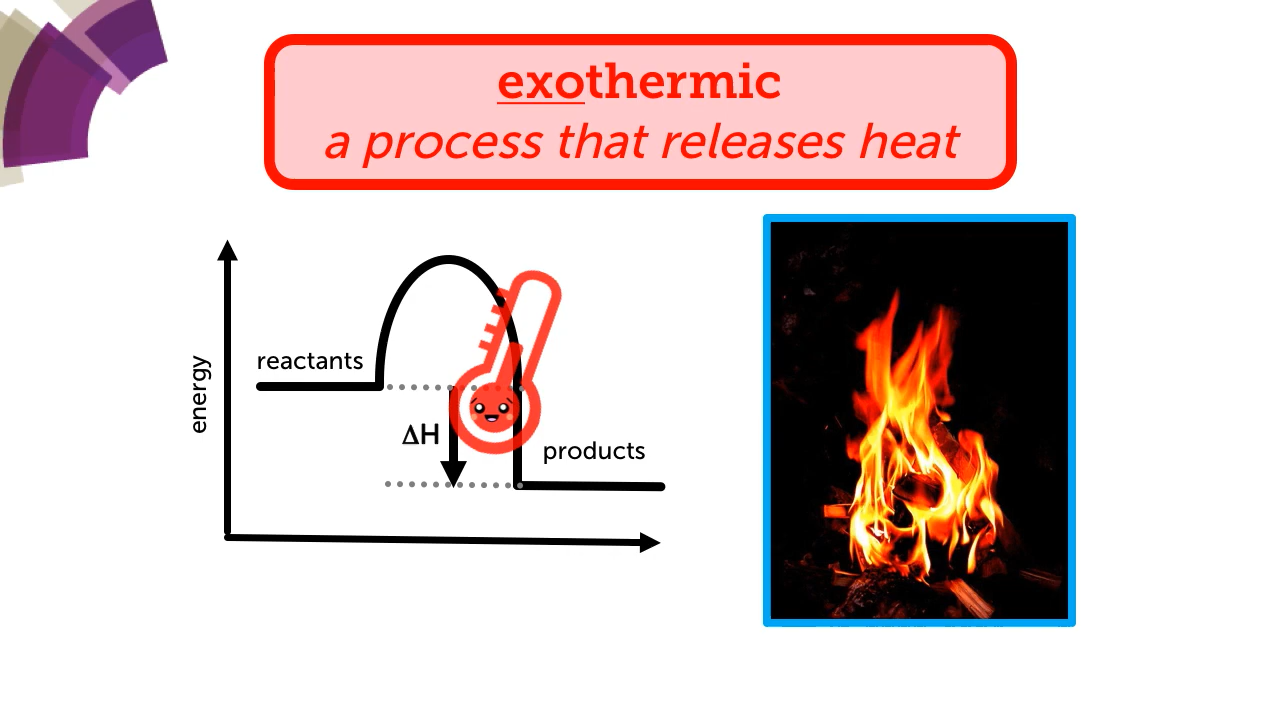 exothermic
a process that releases heat
energy
reactants
ΔH
products